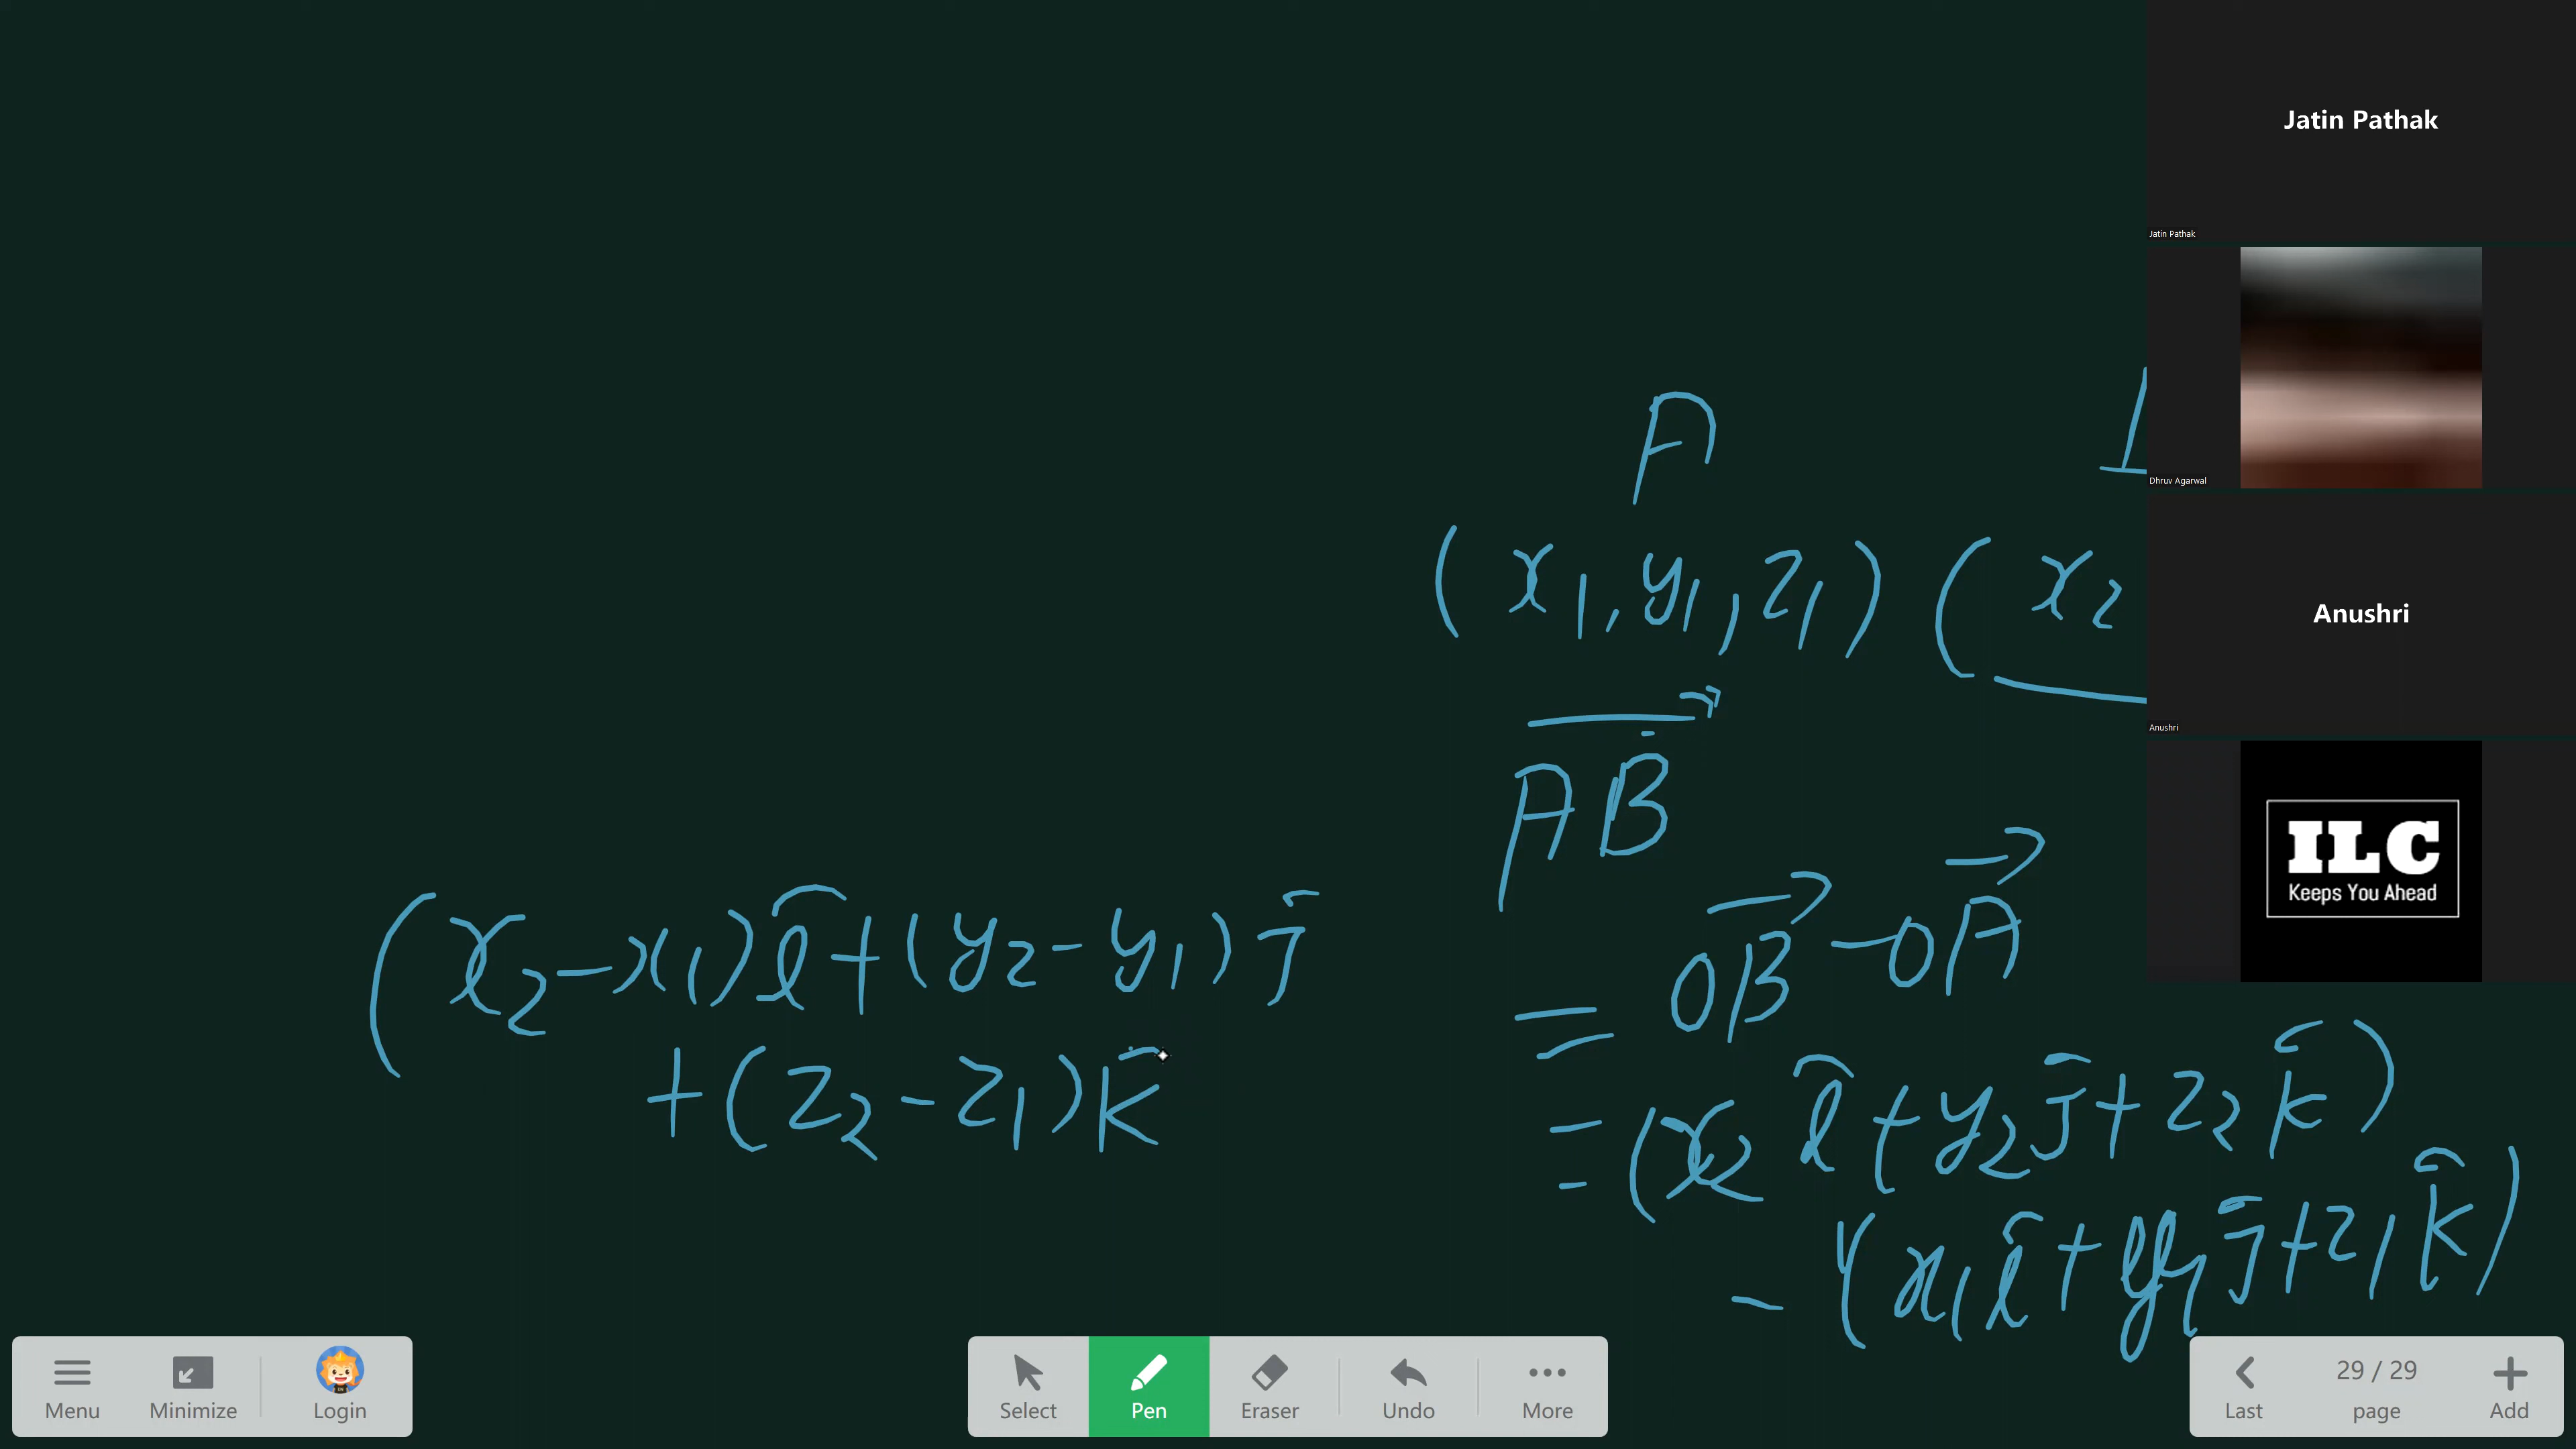 Jatin Pathak
Jatin Pathak
Dhruv Agarwal
Anushri
Anushri
ILC
Keeps You Ahead
A
(x₁, y₁, z₁) (x₂
AB
= OB - OA
= (x₂ î + y₂ ĵ + z₂ k̂)
- (x₁ î + y₁ ĵ + z₁ k̂)
(x₂ - x₁) î + (y₂ - y₁) ĵ
+ (z₂ - z₁) k̂
Menu Minimize Login
Select Pen Eraser Undo More
Last 29 / 29 page Add